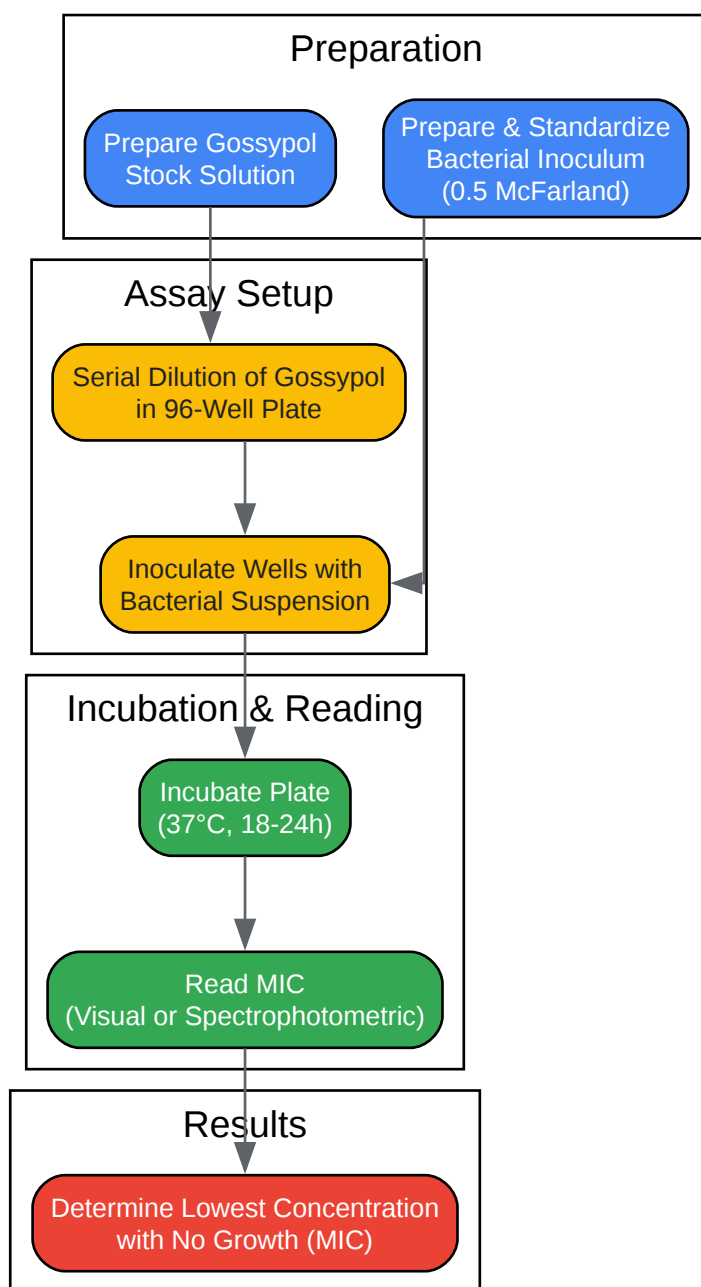 Preparation
Prepare Gossypol
Stock Solution
Prepare & Standardize
Bacterial Inoculum
(0.5 McFarland)
Assay Setup
Serial Dilution of Gossypol
in 96-Well Plate
Inoculate Wells with
Bacterial Suspension
Incubation & Reading
Incubate Plate
(37°C, 18-24h)
Read MIC
(Visual or Spectrophotometric)
Results
Determine Lowest Concentration
with No Growth (MIC)